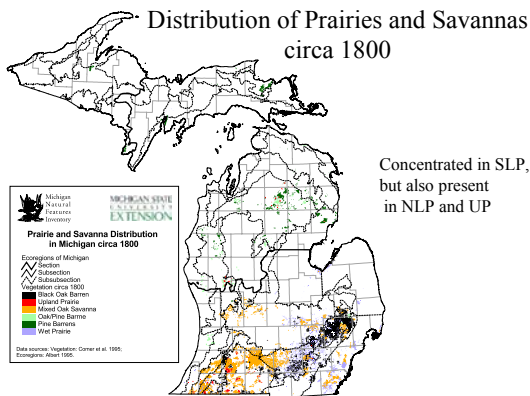 Distribution of Prairies and Savannas
circa 1800
Concentrated in SLP,
but also present
in NLP and UP
Michigan
Natural
Features
Inventory
MICHIGAN STATE
UNIVERSITY
EXTENSION
Prairie and Savanna Distribution
in Michigan circa 1800
Ecoregions of Michigan
Section
Subsection
Subsubsection
Vegetation circa 1800
Black Oak Barren
Upland Prairie
Mixed Oak Savanna
Oak/Pine Barrne
Pine Barrens
Wet Prairie
Data sources: Vegetation: Comer et al. 1995;
Ecoregions: Albert 1995.